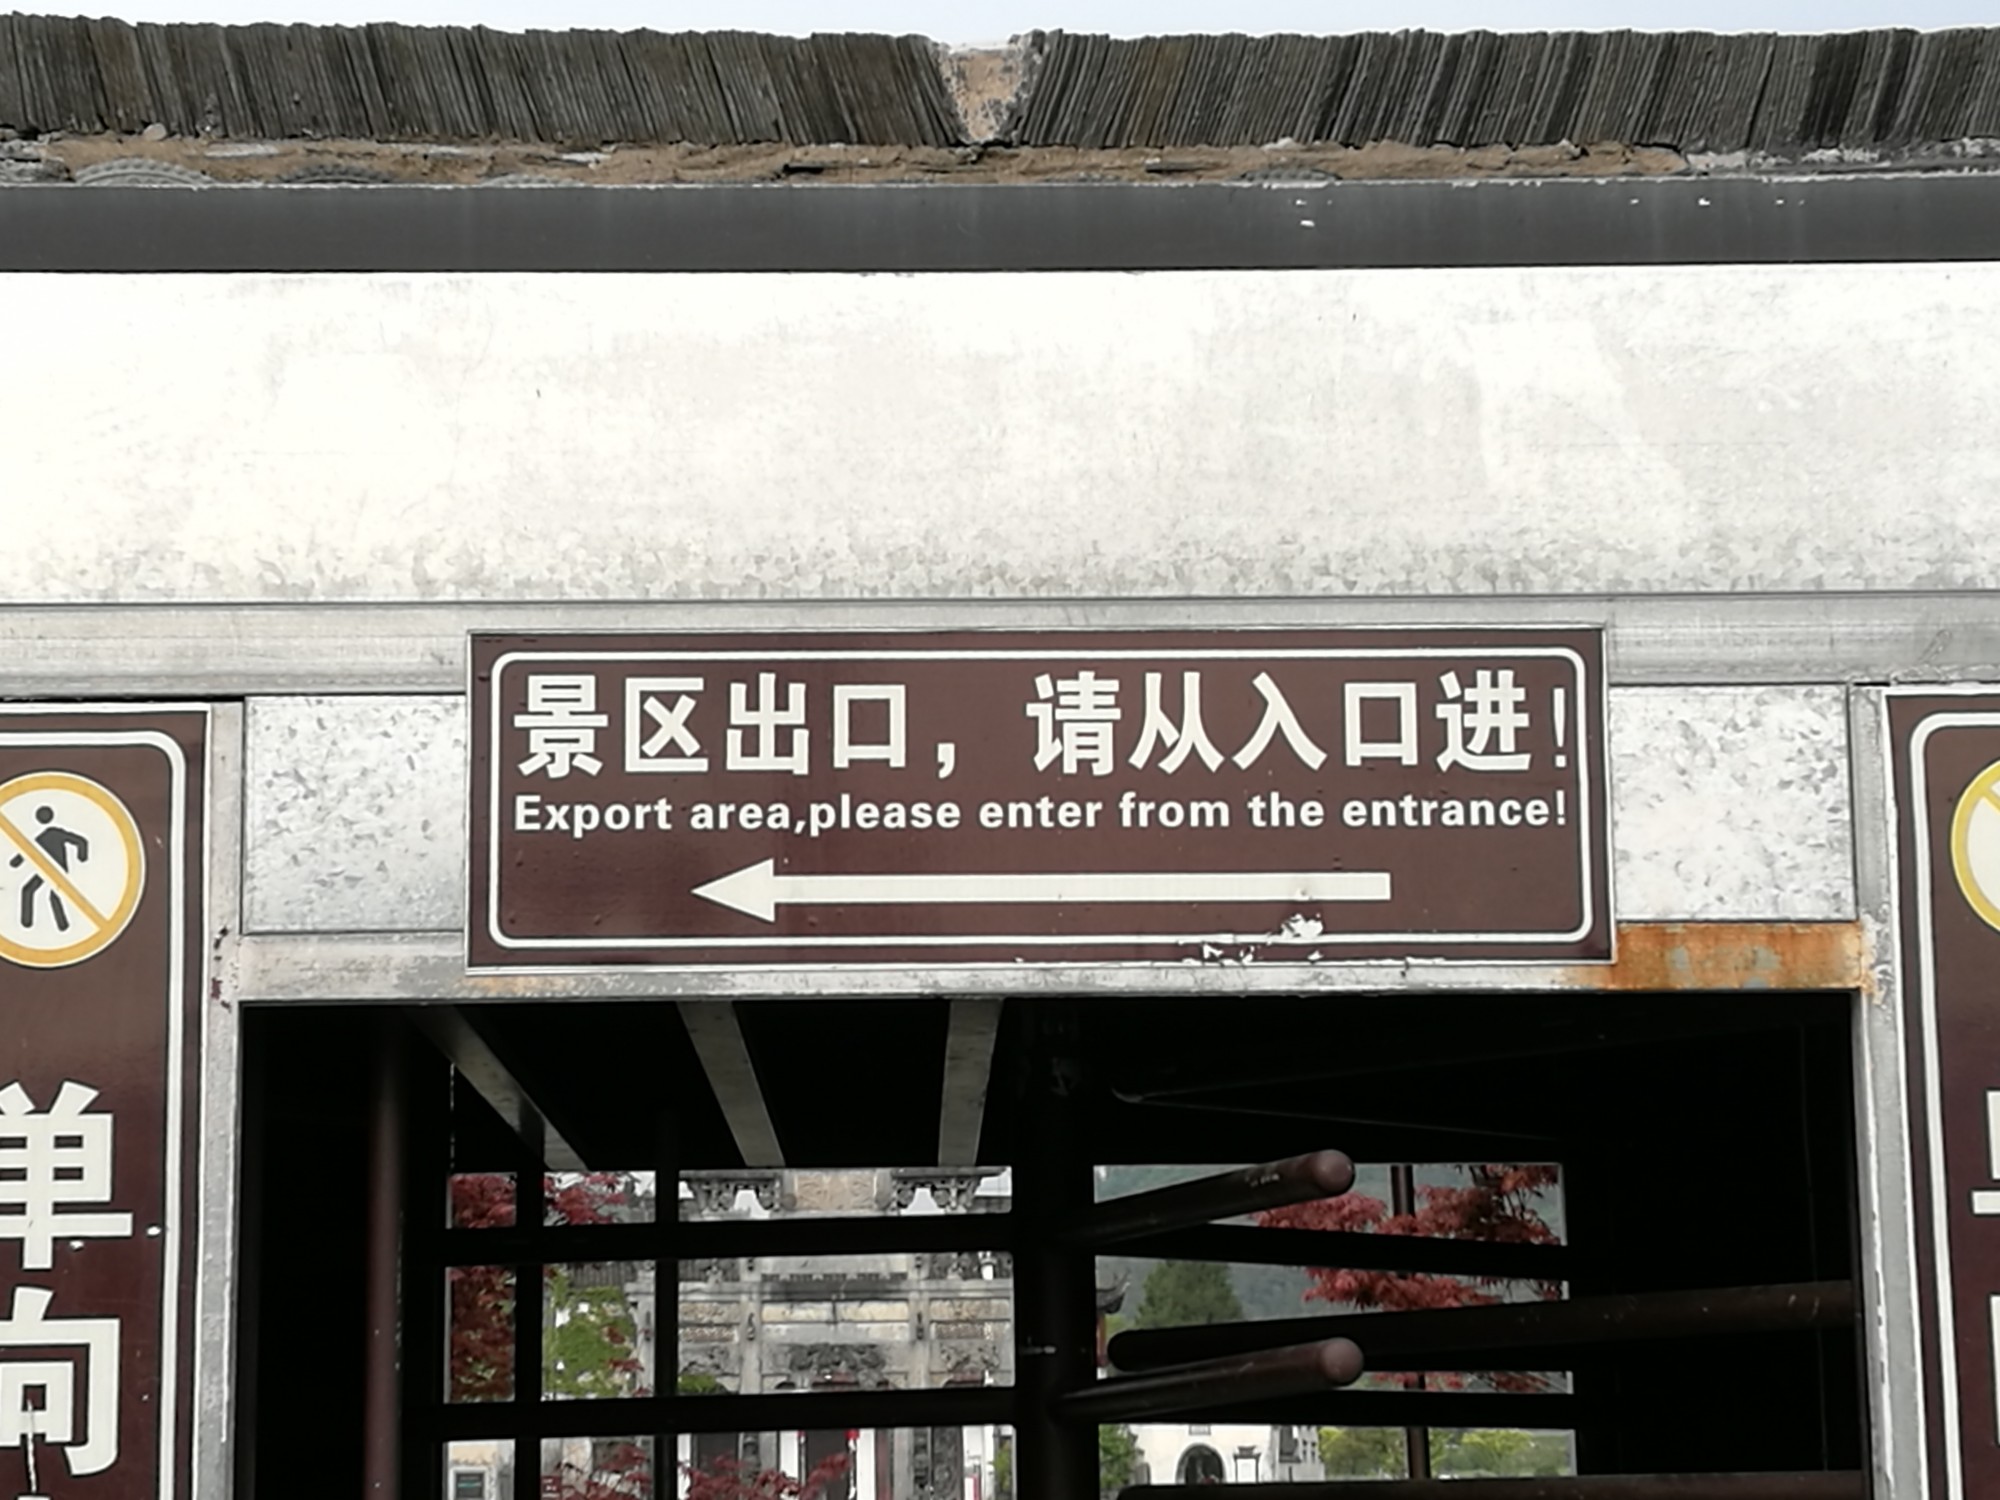 景区出口，请从入口进！
Export area,please enter from the entrance!
单
向